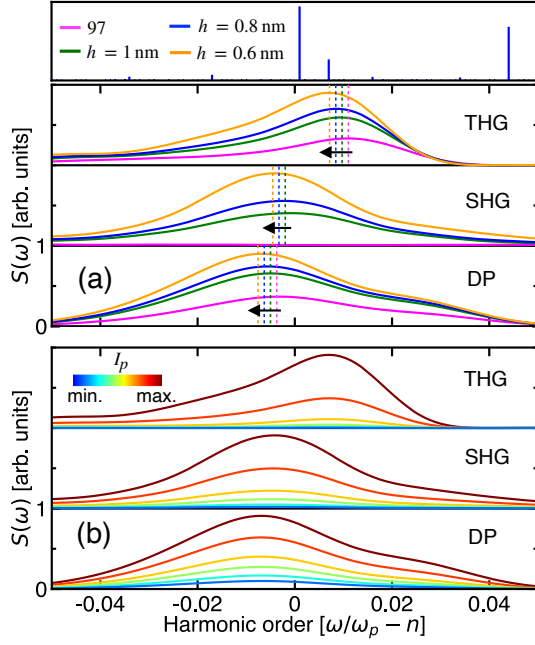 97
h = 0.8 nm
h = 1 nm
h = 0.6 nm
THG
SHG
1
(a)
DP
0
S(ω) [arb. units]
I_p
min.
max.
THG
SHG
1
(b)
DP
0
S(ω) [arb. units]
-0.04
-0.02
0
0.02
0.04
Harmonic order [ω/ω_p − n]